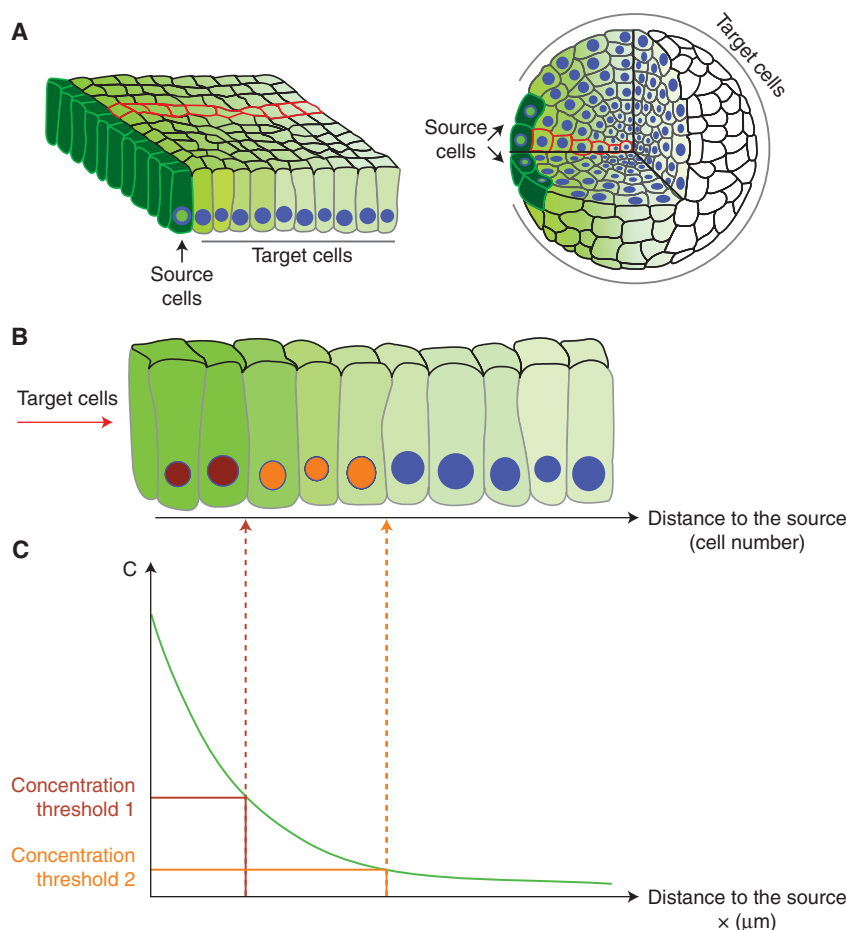 A
Source
cells
Target cells
Source
cells
Target cells
B
Target cells
Distance to the source
(cell number)
C
C
Concentration
threshold 1
Concentration
threshold 2
Distance to the source
× (μm)